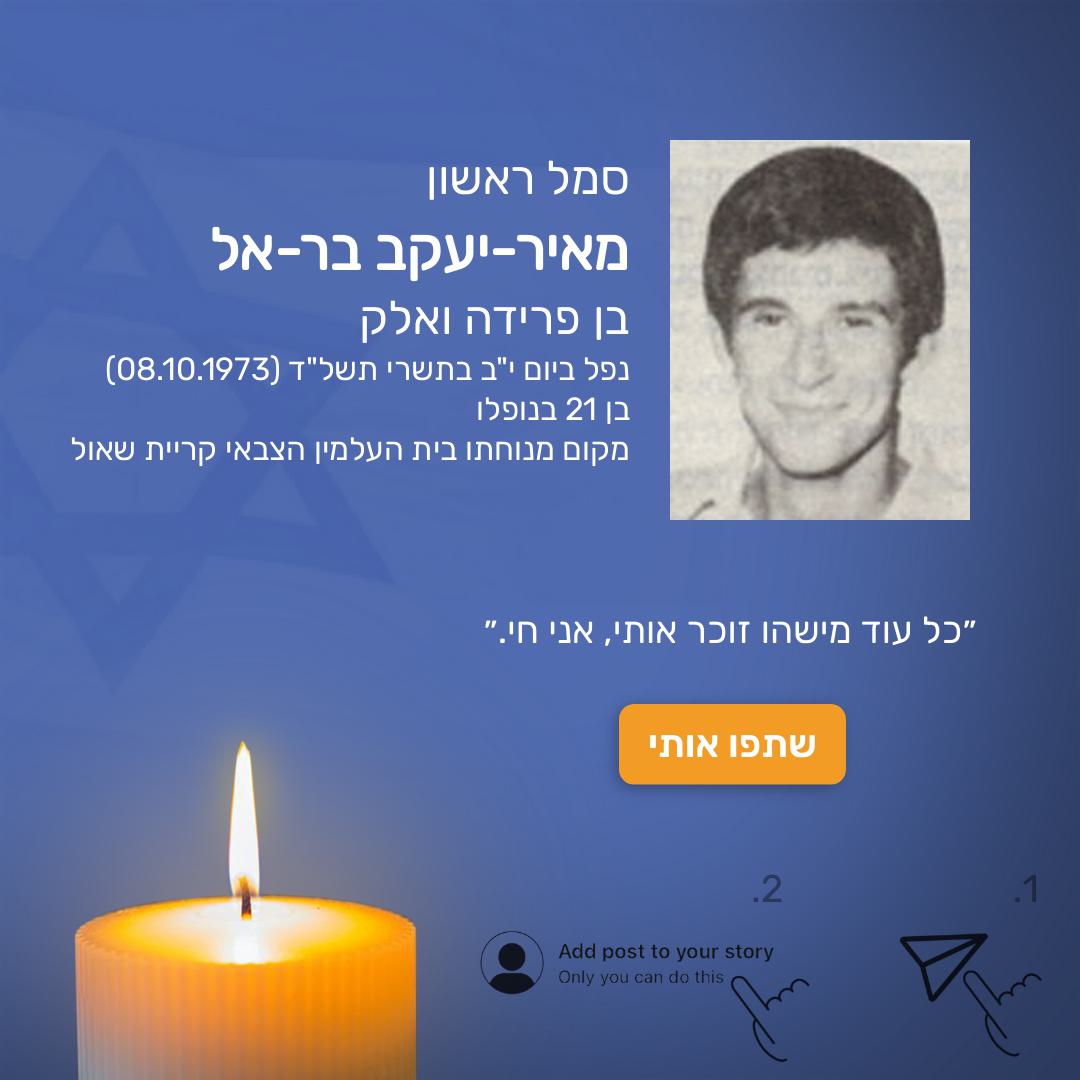 סמל ראשון
מאיר-יעקב בר-אל
בן פרידה ואלק
נפל ביום י"ב בתשרי תשל"ד (08.10.1973)
בן 21 בנופלו
מקום מנוחתו בית העלמין הצבאי קריית שאול
״כל עוד מישהו זוכר אותי, אני חי.״
שתפו אותי
.1
.2
Add post to your story
Only you can do this